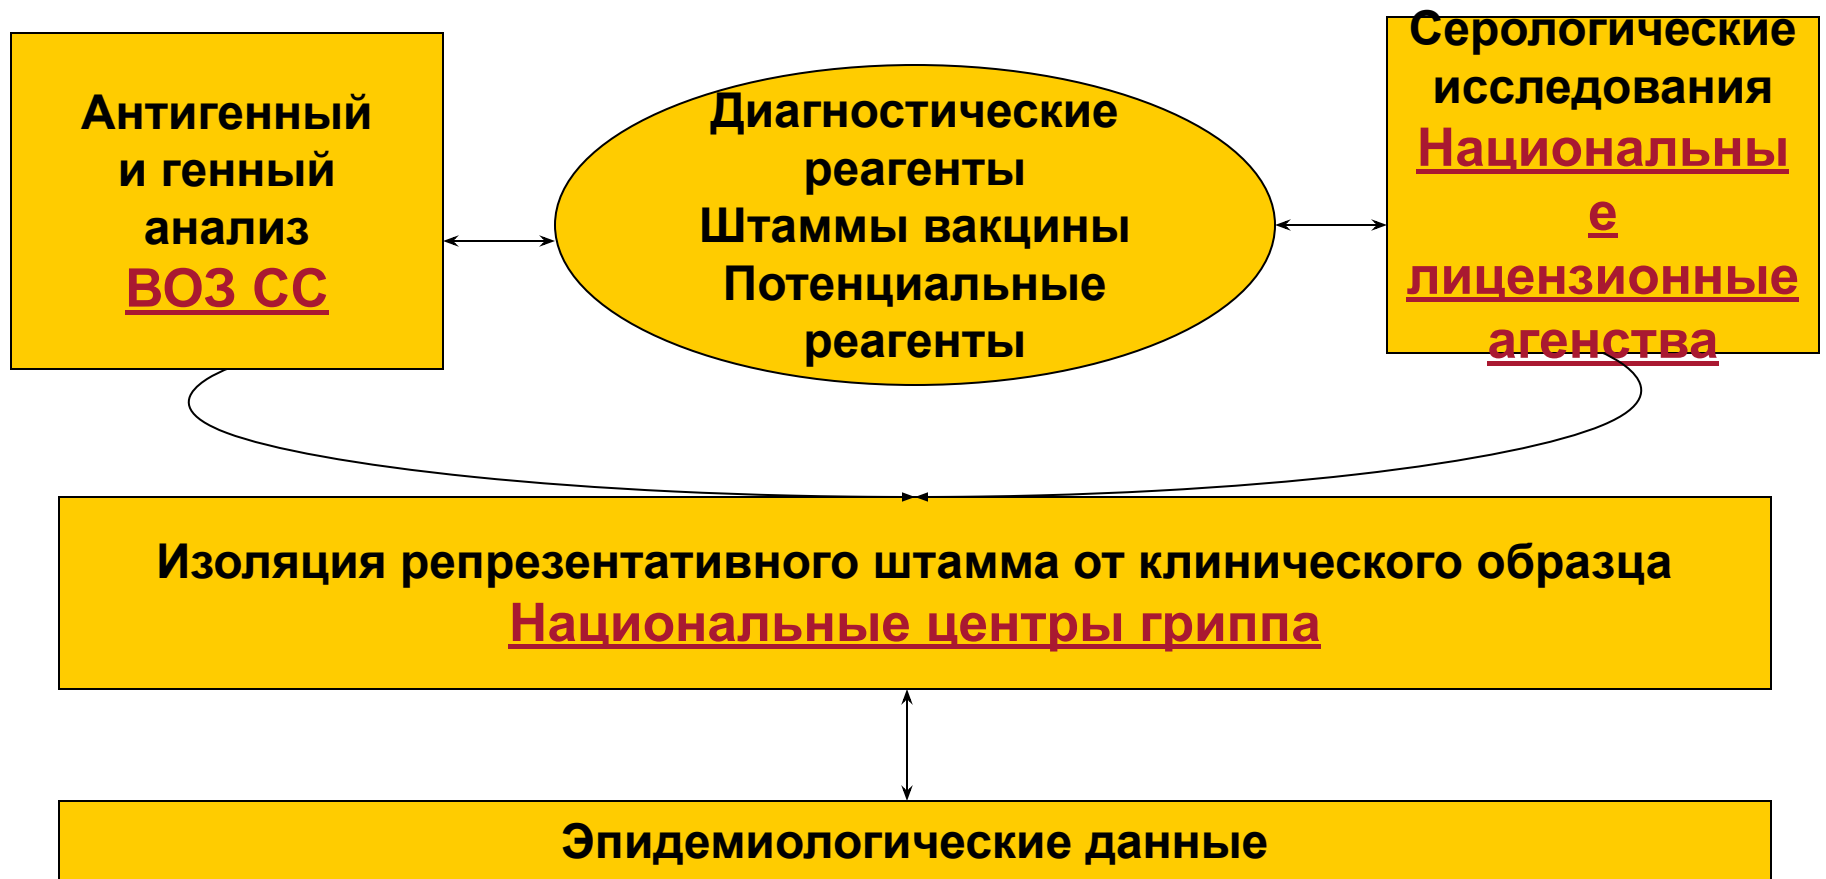 Антигенный
и генный
анализ
ВОЗ СС
Диагностические
реагенты
Штаммы вакцины
Потенциальные
реагенты
Серологические
исследования
Национальны
е
лицензионные
агенства
Изоляция репрезентативного штамма от клинического образца
Национальные центры гриппа
Эпидемиологические данные